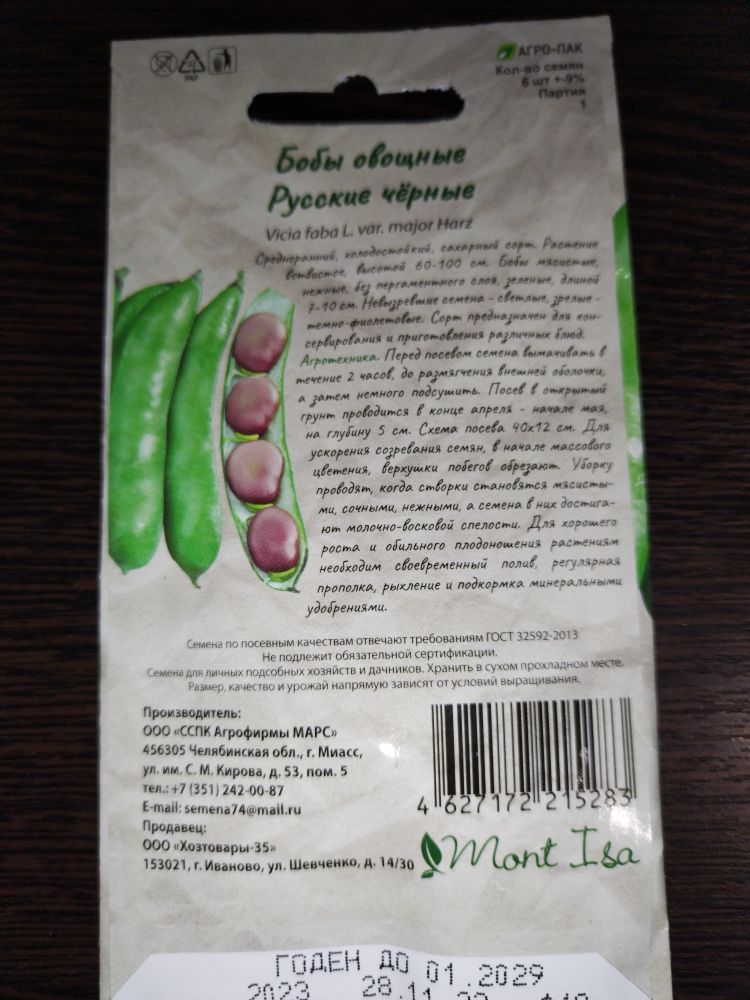 АГРО-ПАК
Кол-во семян
6 шт +-9%
Партия
1
PAP
Бобы овощные
Русские чёрные
Vicia faba L. var. major Harz
Среднеранний, холодостойкий, сахарный сорт. Растение
ветвистое, высотой 60-100 см. Бобы мясистые,
нежные, без пергаментного слоя, зеленые, длиной
7-10 см. Невызревшие семена - светлые, зрелые -
темно-фиолетовые. Сорт предназначен для кон-
сервирования и приготовления различных блюд.
Агротехника. Перед посевом семена вымачивать в
течение 2 часов, до размягчения внешней оболочки,
а затем немного подсушить. Посев в открытый
грунт проводится в конце апреля - начале мая,
на глубину 5 см. Схема посева 40х12 см. Для
ускорения созревания семян, в начале массового
цветения, верхушки побегов обрезают. Уборку
проводят, когда створки становятся мясисты-
ми, сочными, нежными, а семена в них достига-
ют молочно-восковой спелости. Для хорошего
роста и обильного плодоношения растениям
необходим своевременный полив, регулярная
прополка, рыхление и подкормка минеральными
удобрениями.
Семена по посевным качествам отвечают требованиям ГОСТ 32592-2013
Не подлежит обязательной сертификации.
Семена для личных подсобных хозяйств и дачников. Хранить в сухом прохладном месте.
Размер, качество и урожай напрямую зависят от условий выращивания.
Производитель:
ООО «ССПК Агрофирмы МАРС»
456305 Челябинская обл., г. Миасс,
ул. им. С. М. Кирова, д. 53, пом. 5
тел.: +7 (351) 242-00-87
E-mail: semena74@mail.ru
Продавец:
ООО «Хозтовары-35»
153021, г. Иваново, ул. Шевченко, д. 14/30
4 627172 215283
Mont Isa
ГОДЕН ДО 01.2029
2023 28.11.23